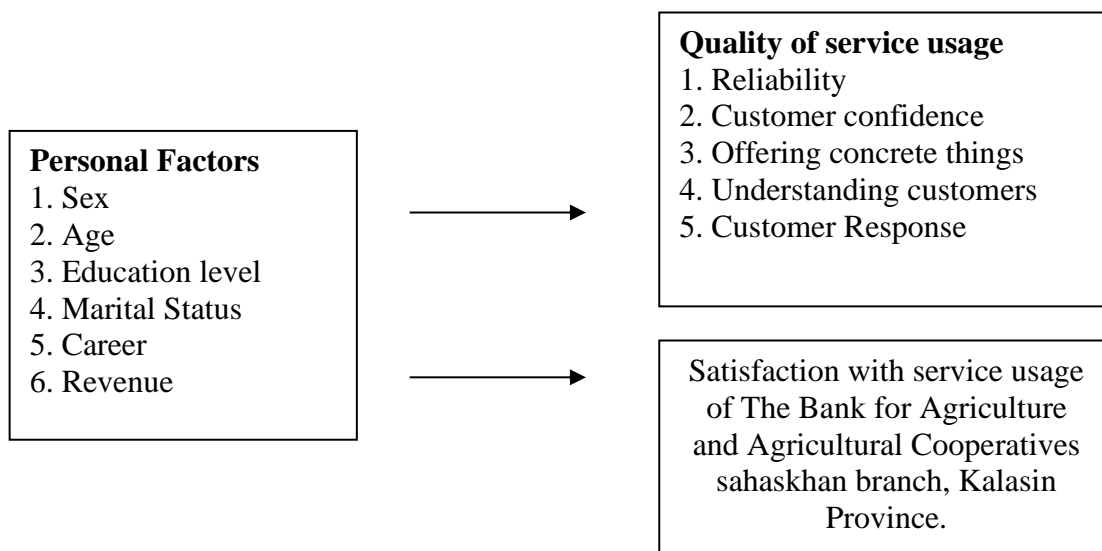 Personal Factors
1. Sex
2. Age
3. Education level
4. Marital Status
5. Career
6. Revenue
Quality of service usage
1. Reliability
2. Customer confidence
3. Offering concrete things
4. Understanding customers
5. Customer Response
Satisfaction with service usage
of The Bank for Agriculture
and Agricultural Cooperatives
sahaskhan branch, Kalasin
Province.